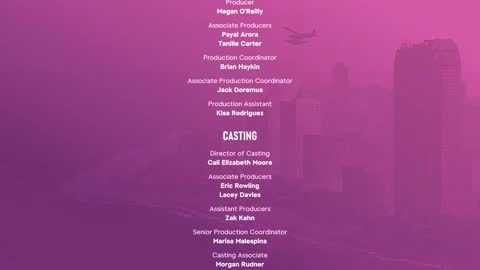 Producer
Megan O'Reilly
Associate Producers
Payal Arora
Tanille Carter
Production Coordinator
Brian Haykin
Associate Production Coordinator
Jack Doremus
Production Assistant
Kisa Rodriguez
CASTING
Director of Casting
Cali Elizabeth Moore
Associate Producers
Eric Rowling
Lacey Davies
Assistant Producers
Zak Kahn
Senior Production Coordinator
Marisa Malespina
Casting Associate
Morgan Rudner